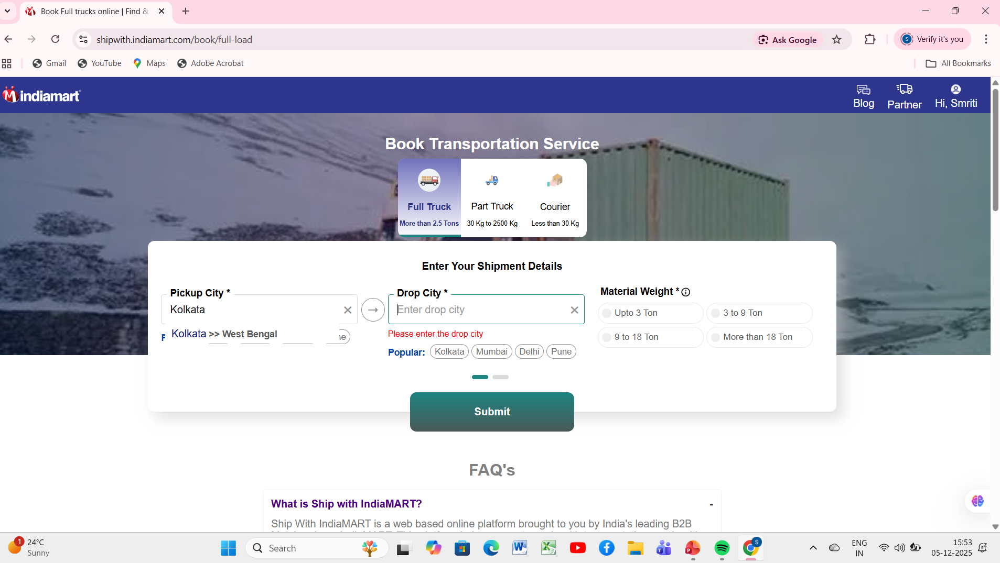 Book Full trucks online | Find &
shipwith.indiamart.com/book/full-load
Ask Google
S
Verify it's you
Gmail
YouTube
Maps
Adobe Acrobat
All Bookmarks
indiamart
Blog
Partner
Hi, Smriti
Book Transportation Service
Full Truck
More than 2.5 Tons
Part Truck
30 Kg to 2500 Kg
Courier
Less than 30 Kg
Enter Your Shipment Details
Pickup City *
Kolkata
Kolkata >> West Bengal
Drop City *
Enter drop city
Please enter the drop city
Popular: Kolkata Mumbai Delhi Pune
Material Weight *
Upto 3 Ton
3 to 9 Ton
9 to 18 Ton
More than 18 Ton
Submit
FAQ's
What is Ship with IndiaMART?
-
Ship With IndiaMART is a web based online platform brought to you by India's leading B2B
1
24°C
Sunny
Search
ENG
IN
15:53
05-12-2025